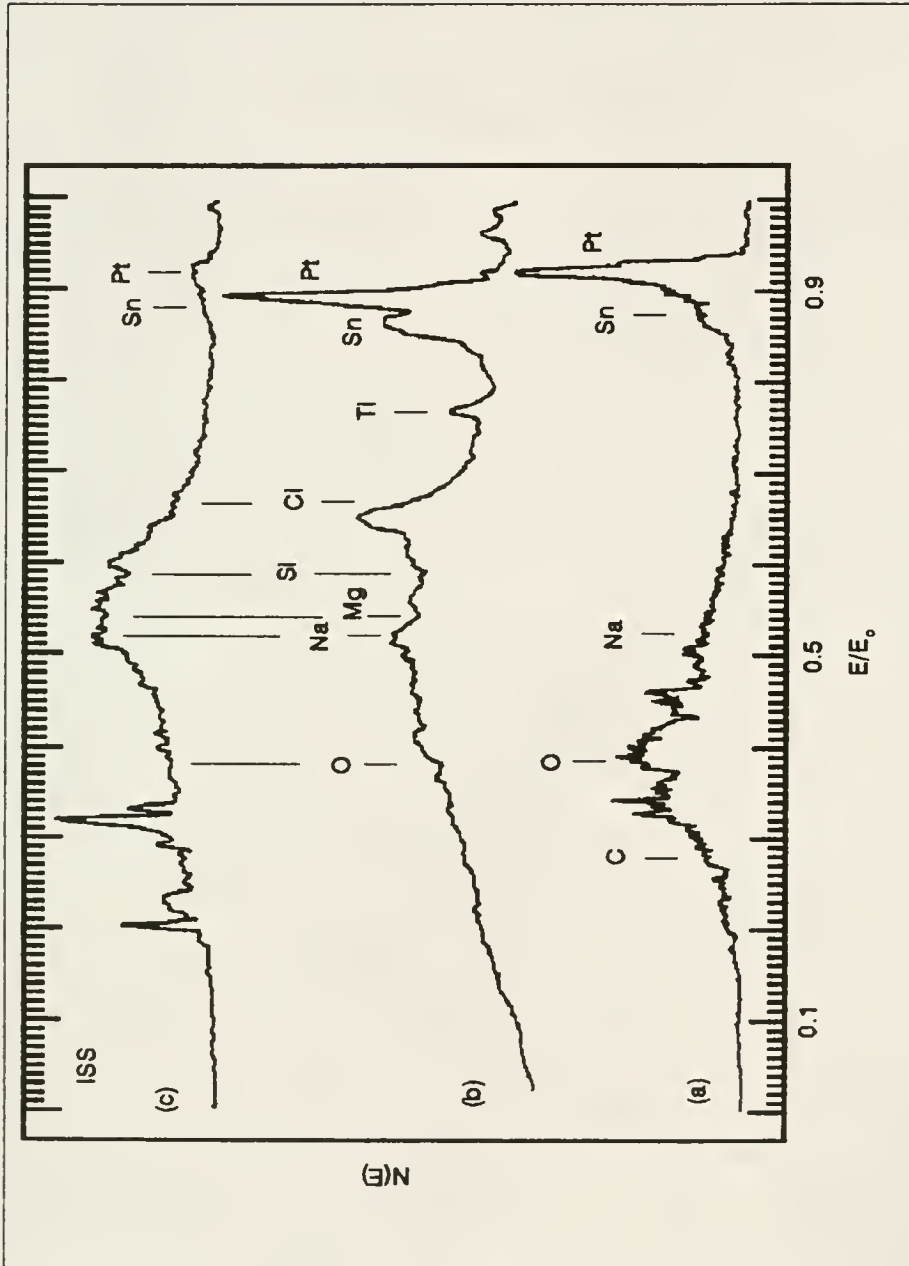 ISS
(c)
Sn
Pt
(b)
O
Na
Mg
Si
Cl
Ti
Sn
Pt
(a)
C
O
Na
Sn
Pt
0.1
0.5
0.9
E/E₀
N(E)